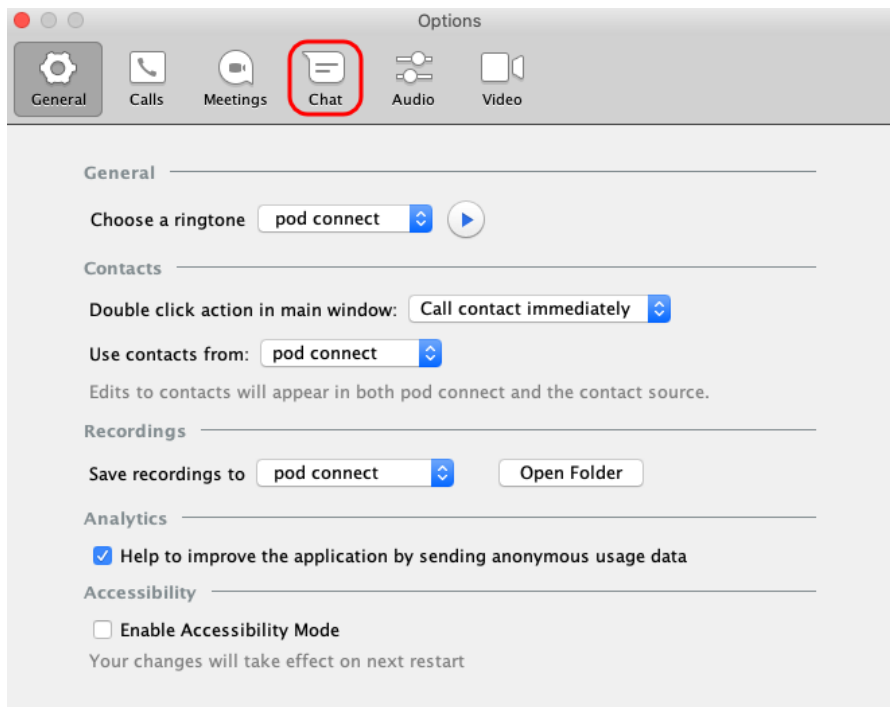 Options
General Calls Meetings Chat Audio Video
General
Choose a ringtone pod connect
Contacts
Double click action in main window: Call contact immediately
Use contacts from: pod connect
Edits to contacts will appear in both pod connect and the contact source.
Recordings
Save recordings to pod connect Open Folder
Analytics
Help to improve the application by sending anonymous usage data
Accessibility
Enable Accessibility Mode
Your changes will take effect on next restart